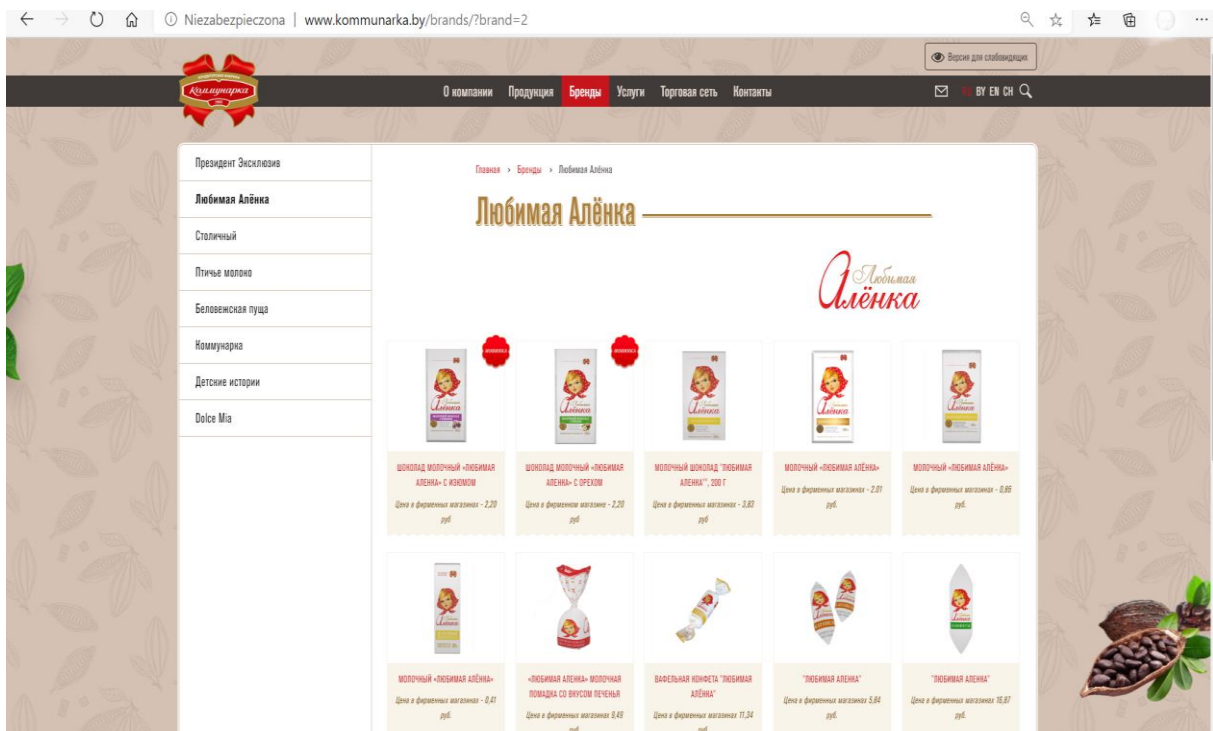 Niezabezpieczona | www.kommunarka.by/brands/?brand=2
Версия для слабовидящих
Коммунарка
О компании Продукция Бренды Услуги Торговая сеть Контакты
RU BY EN CH
Президент Эксклюзив
Любимая Алёнка
Столичный
Птичье молоко
Беловежская пуща
Коммунарка
Детские истории
Dolce Mia
Главная › Бренды › Любимая Алёнка
Любимая Алёнка
Любимая
Алёнка
ШОКОЛАД МОЛОЧНЫЙ «ЛЮБИМАЯ
АЛЕНКА» С ИЗЮМОМ
Цена в фирменных магазинах - 2,20
руб
ШОКОЛАД МОЛОЧНЫЙ «ЛЮБИМАЯ
АЛЕНКА» С ОРЕХОМ
Цена в фирменном магазине - 2,20
руб
МОЛОЧНЫЙ ШОКОЛАД "ЛЮБИМАЯ
АЛЕНКА"", 200 Г
Цена в фирменных магазинах - 3,83
руб
МОЛОЧНЫЙ «ЛЮБИМАЯ АЛЁНКА»
Цена в фирменных магазинах - 2.01
руб.
МОЛОЧНЫЙ «ЛЮБИМАЯ АЛЁНКА»
Цена в фирменных магазинах - 0,86
руб.
МОЛОЧНЫЙ «ЛЮБИМАЯ АЛЁНКА»
Цена в фирменных магазинах - 0,41
руб.
«ЛЮБИМАЯ АЛЕНКА» МОЛОЧНАЯ
ПОМАДКА СО ВКУСОМ ПЕЧЕНЬЯ
Цена в фирменных магазинах 9,49
руб.
ВАФЕЛЬНАЯ КОНФЕТА "ЛЮБИМАЯ
АЛЁНКА"
Цена в фирменных магазинах 11,34
руб.
"ЛЮБИМАЯ АЛЕНКА"
Цена в фирменных магазинах 5,84
руб.
"ЛЮБИМАЯ АЛЕНКА"
Цена в фирменных магазинах 16,87
руб.